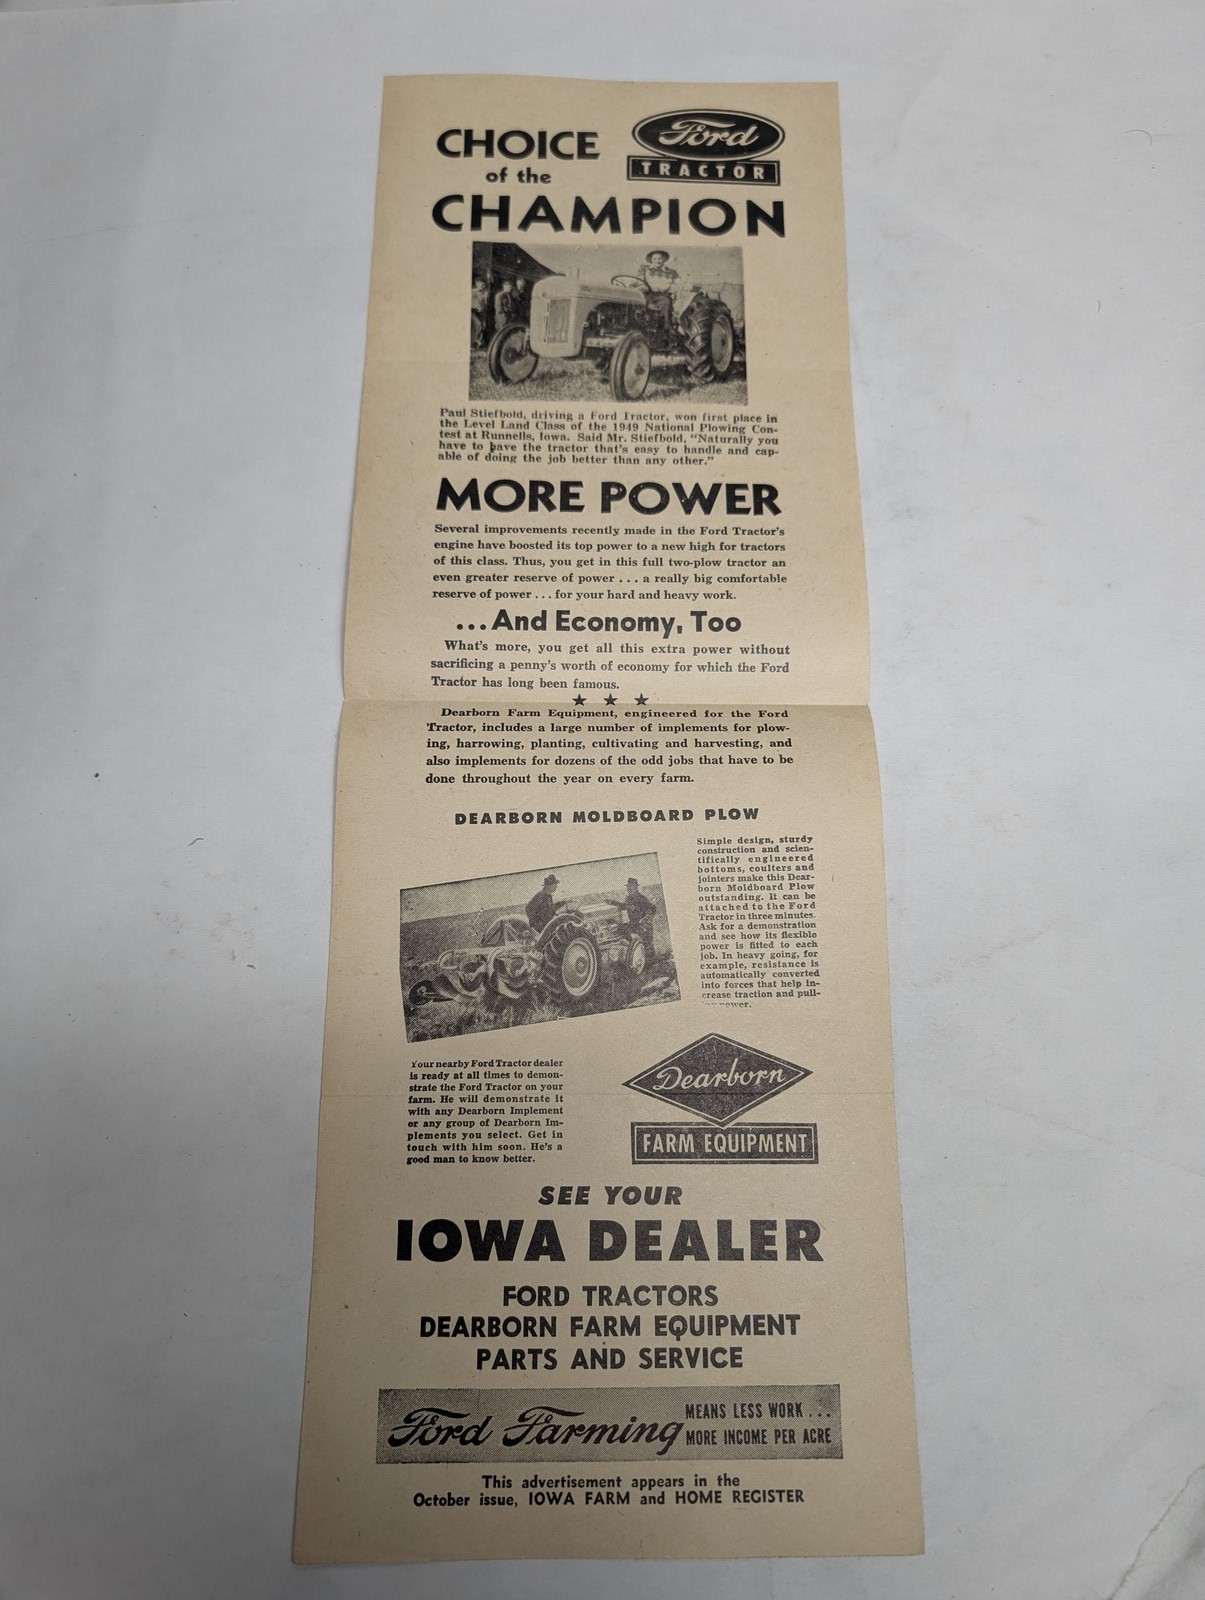 CHOICE
of the
CHAMPION
Ford
TRACTOR
Paul Stiefbold, driving a Ford Tractor, won first place in
the Level Land Class of the 1949 National Plowing Con-
test at Runnells, Iowa. Said Mr. Stiefbold, "Naturally you
have to have the tractor that's easy to handle and cap-
able of doing the job better than any other."
MORE POWER
Several improvements recently made in the Ford Tractor's
engine have boosted its top power to a new high for tractors
of this class. Thus, you get in this full two-plow tractor an
even greater reserve of power . . . a really big comfortable
reserve of power . . . for your hard and heavy work.
...And Economy, Too
What's more, you get all this extra power without
sacrificing a penny's worth of economy for which the Ford
Tractor has long been famous.
★ ★ ★
Dearborn Farm Equipment, engineered for the Ford
Tractor, includes a large number of implements for plow-
ing, harrowing, planting, cultivating and harvesting, and
also implements for dozens of the odd jobs that have to be
done throughout the year on every farm.
DEARBORN MOLDBOARD PLOW
Simple design, sturdy
construction and scien-
tifically engineered
bottoms, coulters and
jointers make this Dear-
born Moldboard Plow
outstanding. It can be
attached to the Ford
Tractor in three minutes.
Ask for a demonstration
and see how its flexible
power is fitted to each
job. In heavy going, for
example, resistance is
automatically converted
into forces that help in-
crease traction and pull-
power.
Your nearby Ford Tractor dealer
is ready at all times to demon-
strate the Ford Tractor on your
farm. He will demonstrate it
with any Dearborn Implement
or any group of Dearborn Im-
plements you select. Get in
touch with him soon. He's a
good man to know better.
Dearborn
FARM EQUIPMENT
SEE YOUR
IOWA DEALER
FORD TRACTORS
DEARBORN FARM EQUIPMENT
PARTS AND SERVICE
Ford Farming
MEANS LESS WORK . . .
MORE INCOME PER ACRE
This advertisement appears in the
October issue, IOWA FARM and HOME REGISTER